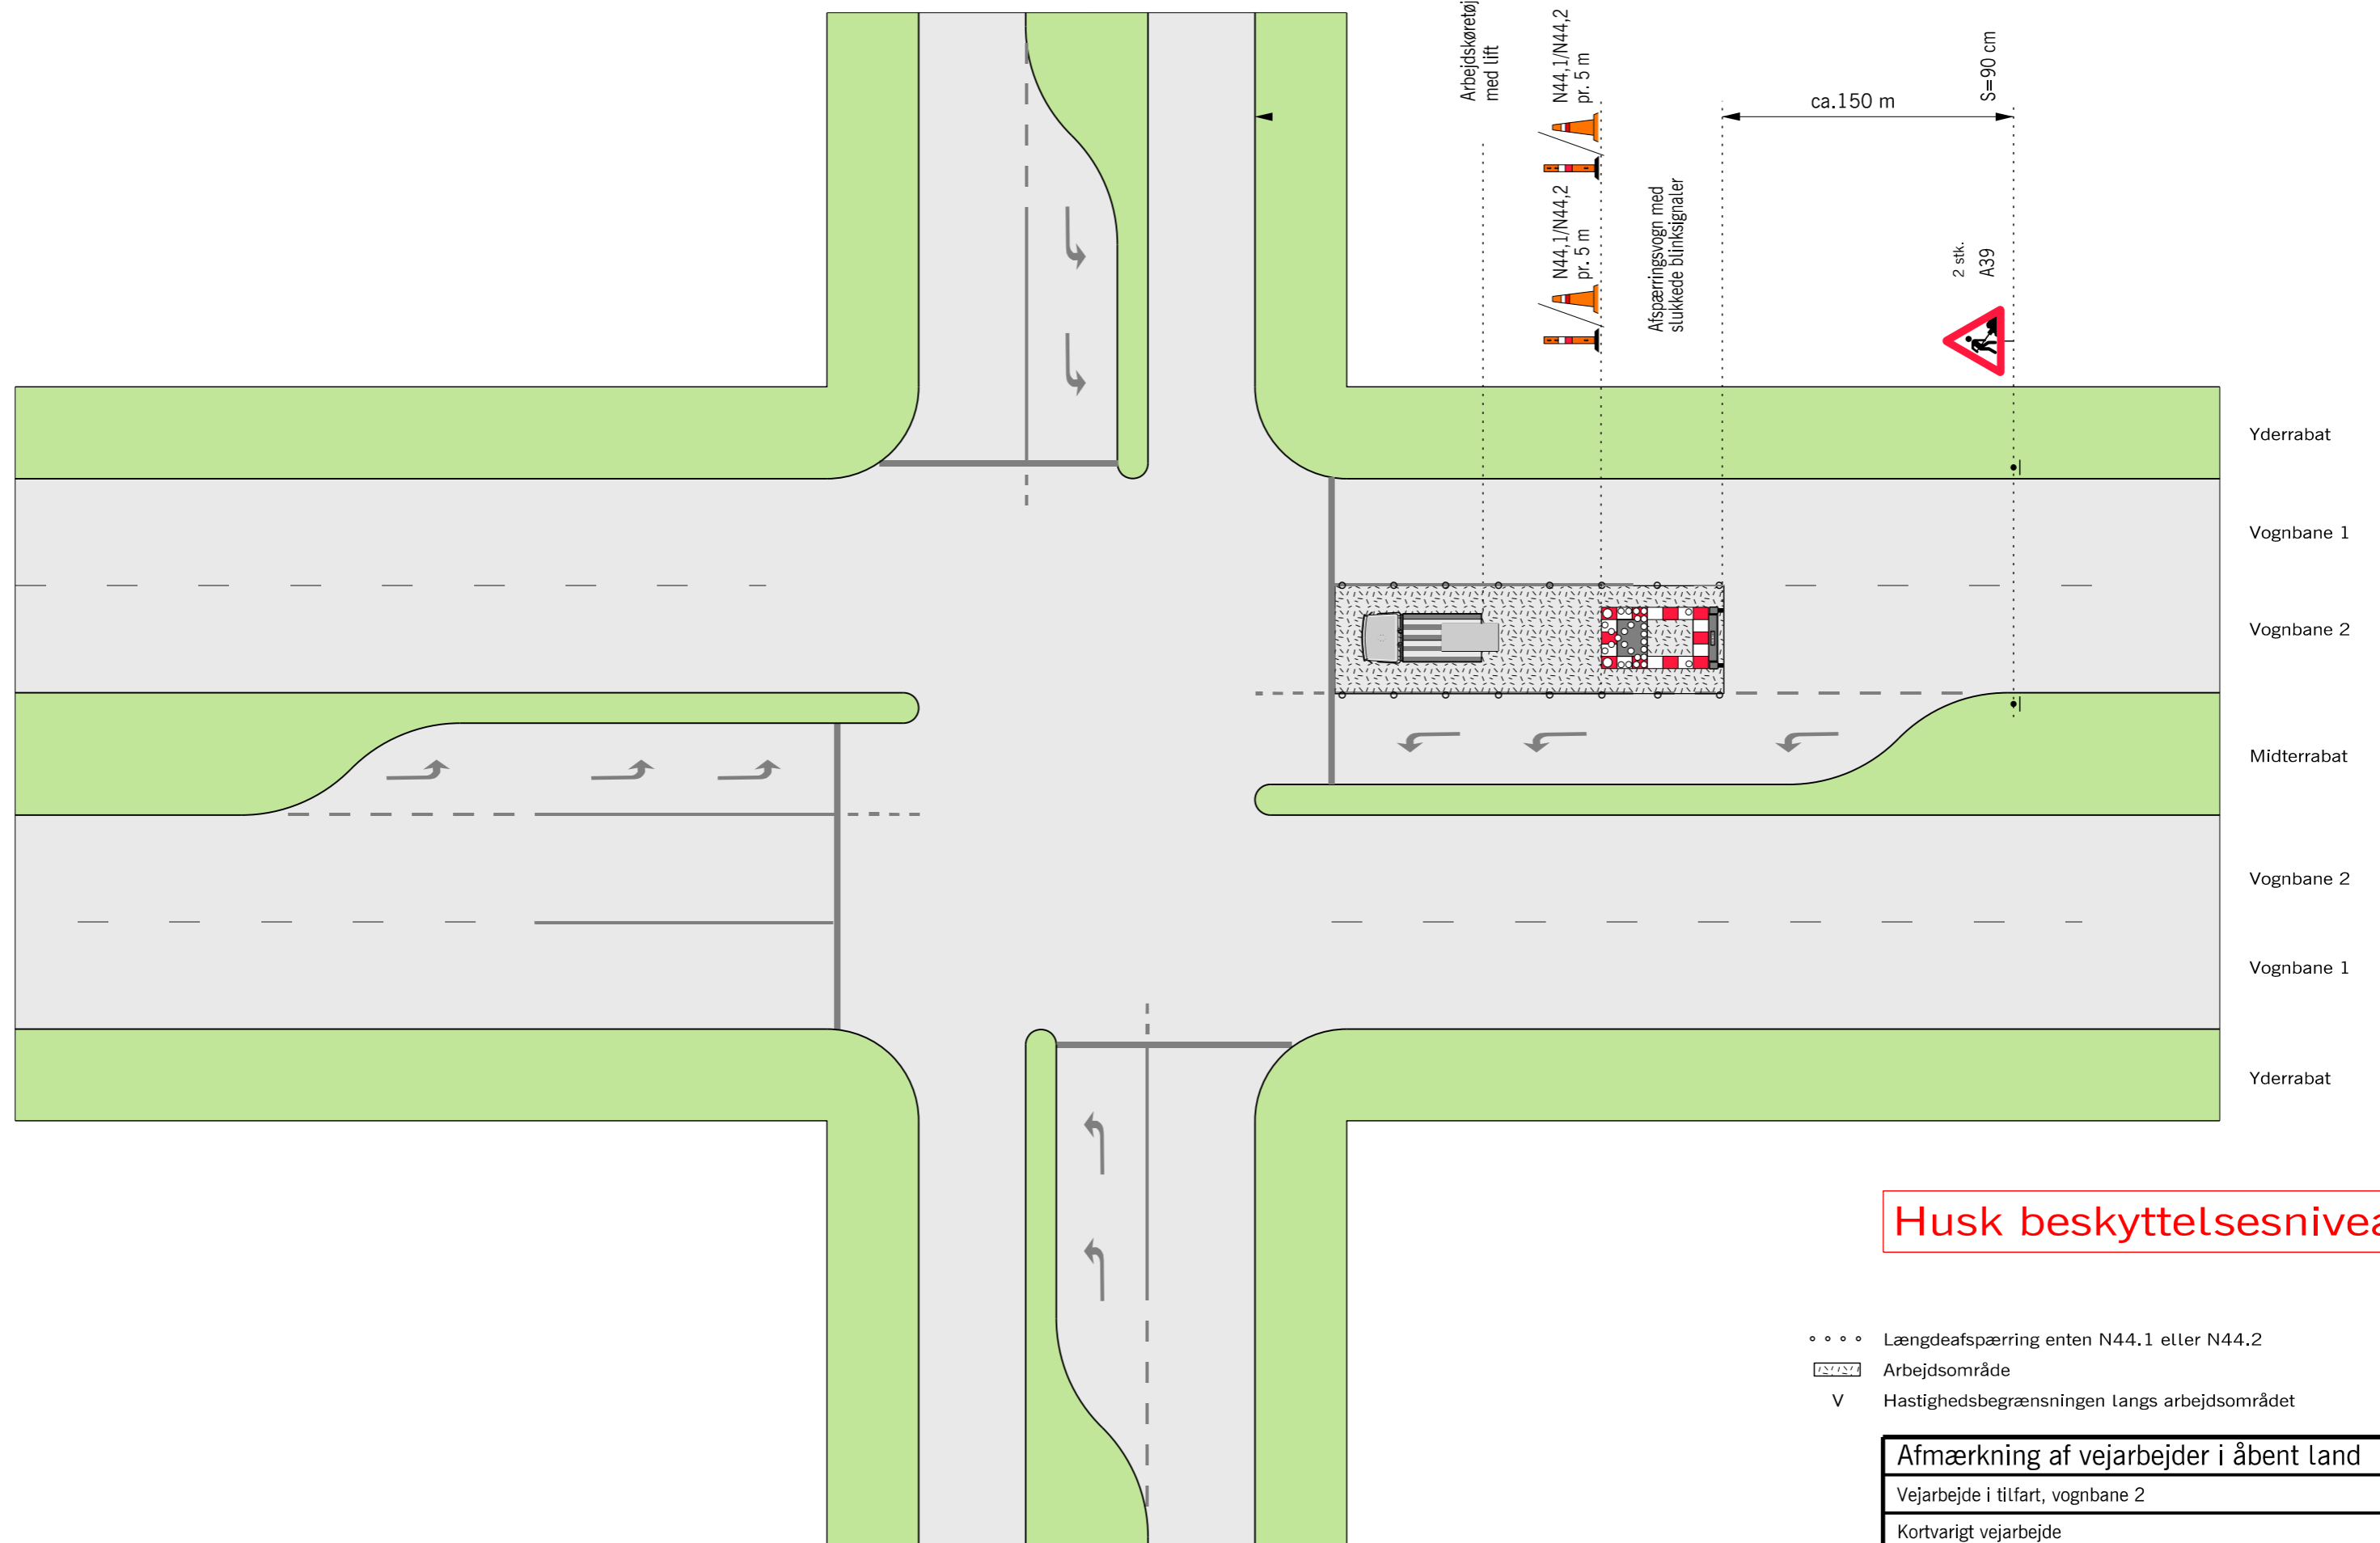 Arbejdskøretøj
med lift
N44,1/N44,2
pr. 5 m
N44,1/N44,2
pr. 5 m
Afspærringsvogn med
slukkede blinksignaler
ca.150 m
S=90 cm
2 stk.
A39
Yderrabat
Vognbane 1
Vognbane 2
Midterrabat
Vognbane 2
Vognbane 1
Yderrabat
Husk beskyttelsesnivea
Længdeafspærring enten N44.1 eller N44.2
Arbejdsområde
V Hastighedsbegrænsningen langs arbejdsområdet
Afmærkning af vejarbejder i åbent land
Vejarbejde i tilfart, vognbane 2
Kortvarigt vejarbejde